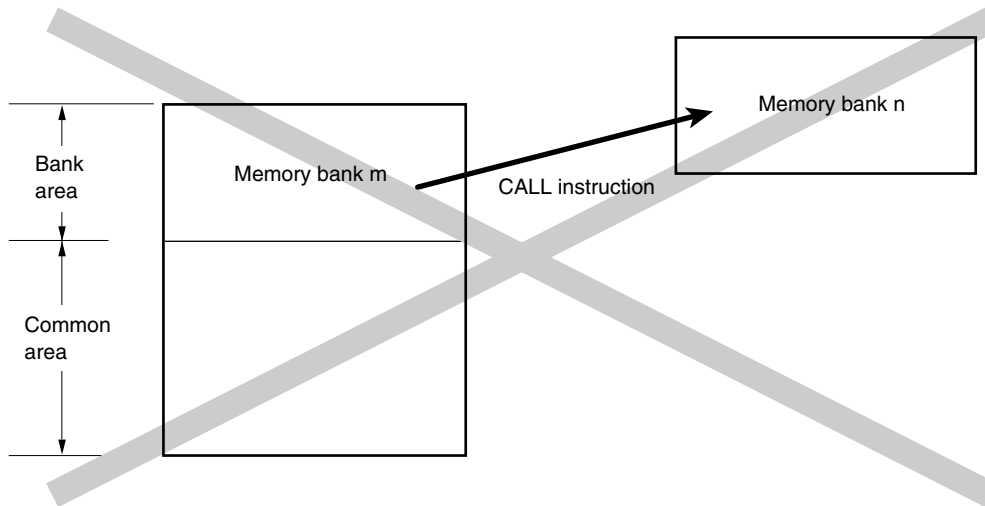 Memory bank n
Bank
area
Memory bank m
CALL instruction
Common
area